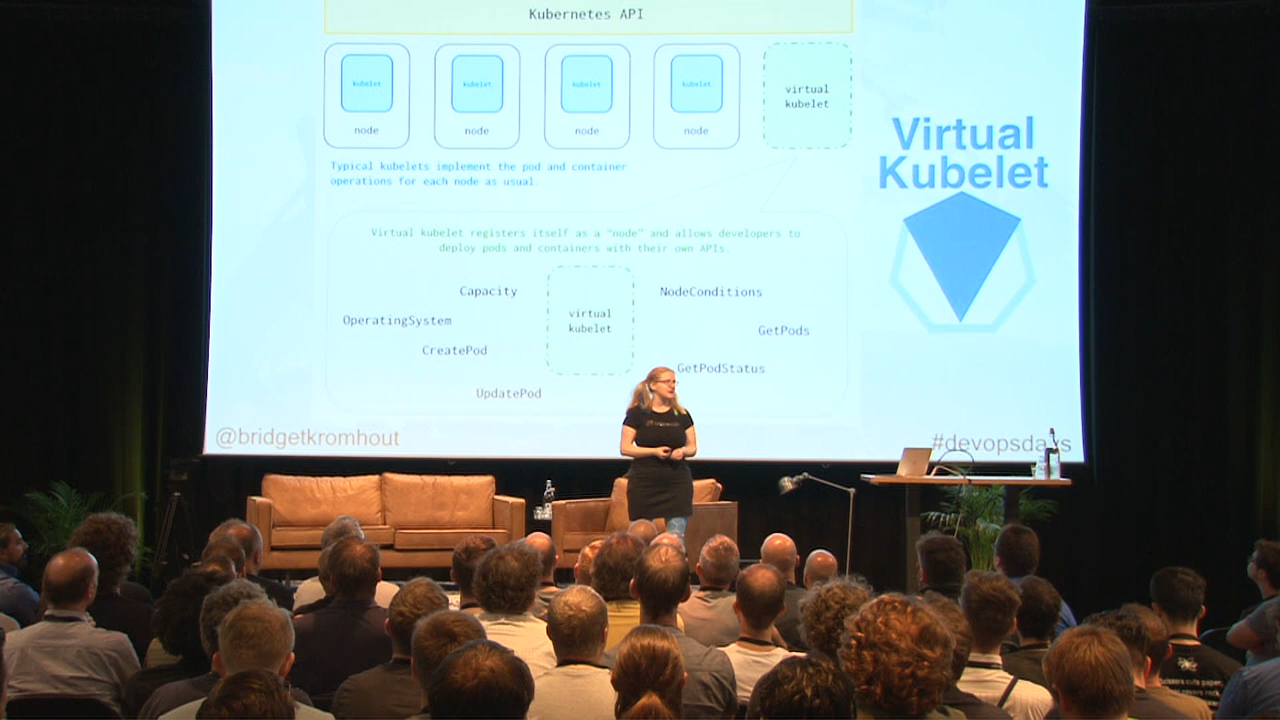 Kubernetes API
kubelet
kubelet
kubelet
kubelet
virtual
kubelet
node
node
node
node
Virtual
Kubelet
Typical kubelets implement the pod and container
operations for each node as usual.
Virtual kubelet registers itself as a "node" and allows developers to
deploy pods and containers with their own APIs.
Capacity
NodeConditions
virtual
kubelet
OperatingSystem
GetPods
CreatePod
GetPodStatus
UpdatePod
@bridgetkromhout
#devopsdays